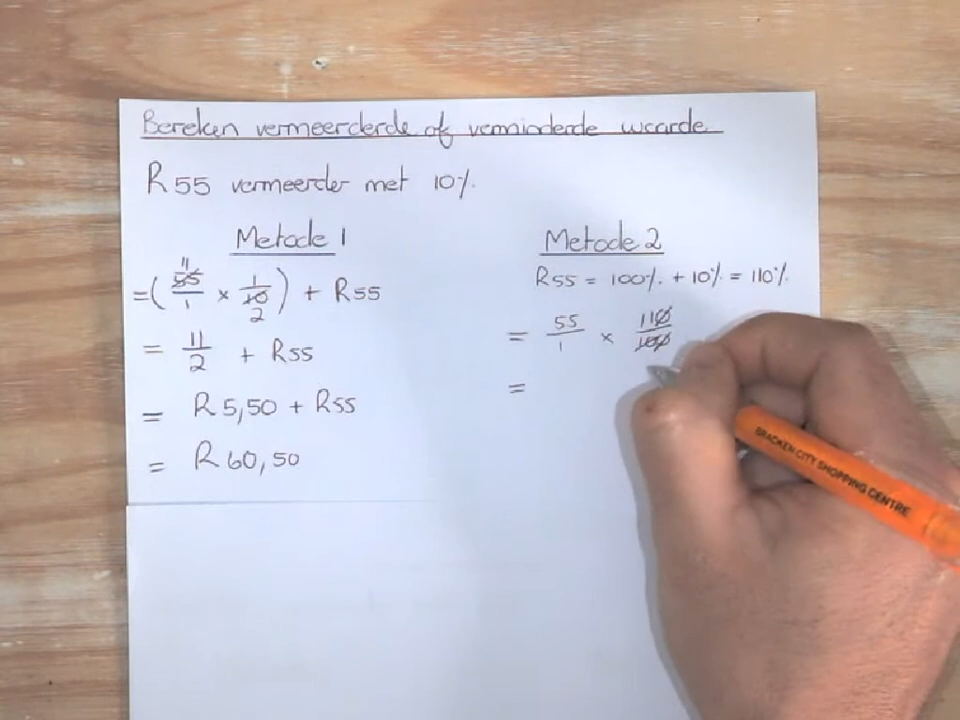 Bereken vermeerderde of verminderde waarde
R55 vermeerder met 10%.
Metode 1
= ( 55/1 11 × 1/10 2 ) + R55
= 11/2 + R55
= R5,50 + R55
= R60,50
Metode 2
R55 = 100% + 10% = 110%
= 55/1 × 110/100
=
BRACKEN CITY SHOPPING CENTRE